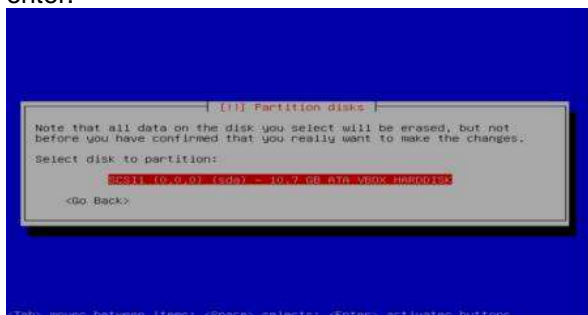 enter.
[!!] Partition disks
Note that all data on the disk you select will be erased, but not
before you have confirmed that you really want to make the changes.
Select disk to partition:
SCSI1 (0,0,0) (sda) - 10.7 GB ATA VBOX HARDDISK
<Go Back>
<Tab> moves between items; <Space> selects; <Enter> activates buttons